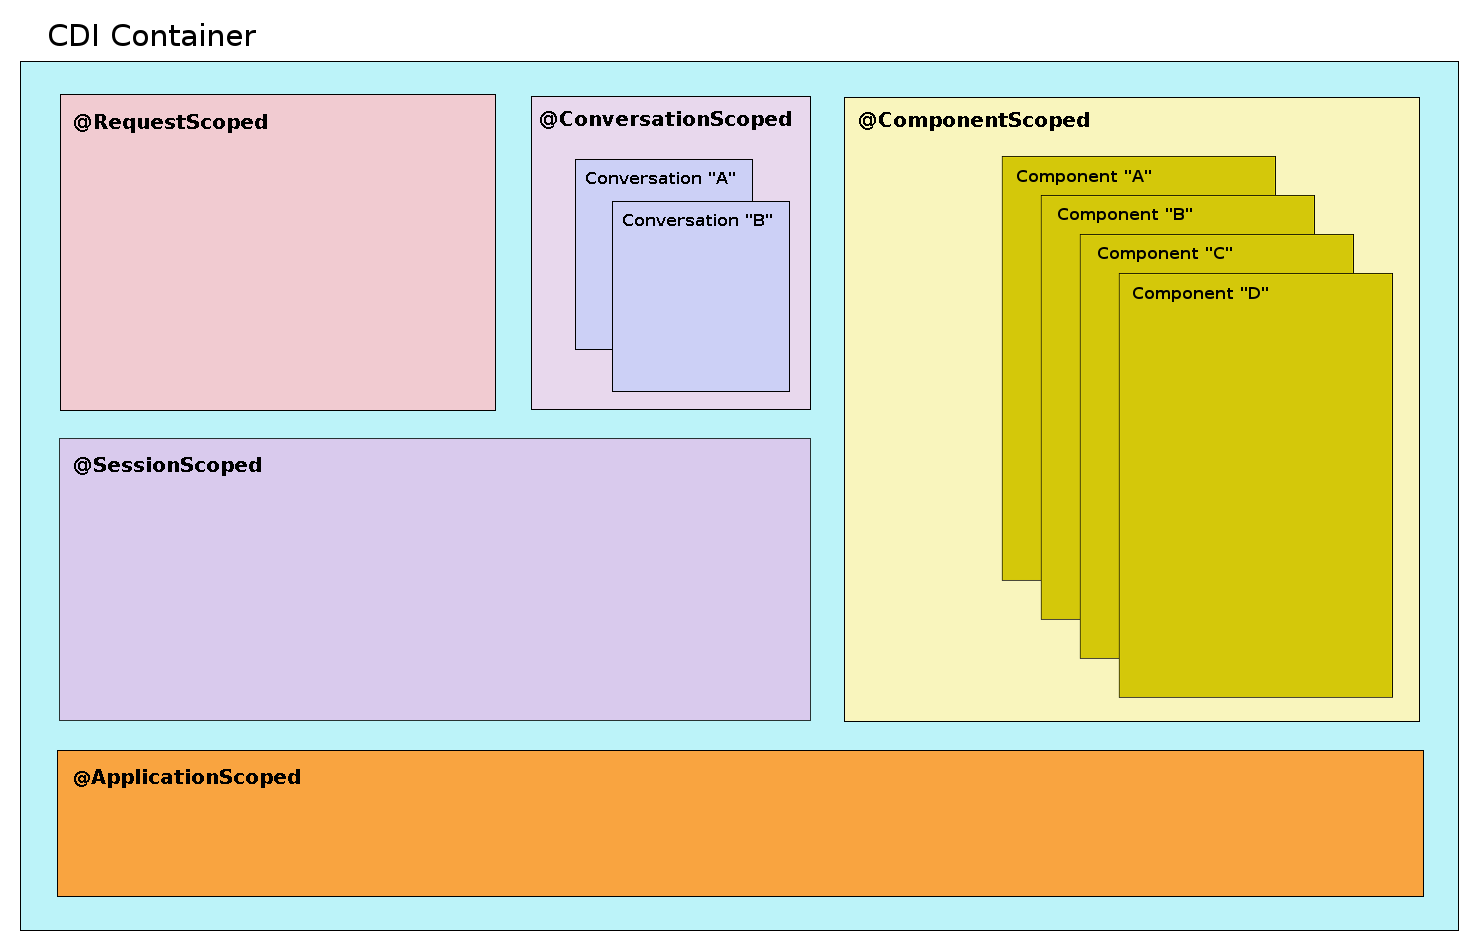 CDI Container
@RequestScoped
@ConversationScoped
Conversation "A"
Conversation "B"
@ComponentScoped
Component "A"
Component "B"
Component "C"
Component "D"
@SessionScoped
@ApplicationScoped